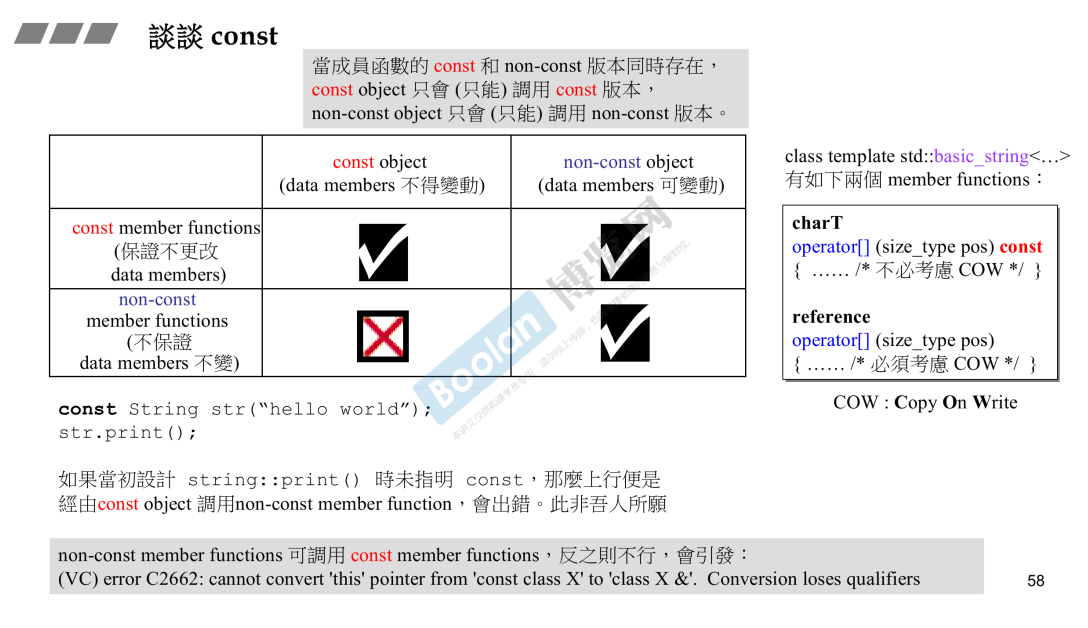 談談 const
當成員函數的 const 和 non-const 版本同時存在，
const object 只會 (只能) 調用 const 版本，
non-const object 只會 (只能) 調用 non-const 版本。
const object
(data members 不得變動)
non-const object
(data members 可變動)
const member functions
(保證不更改
data members)
non-const
member functions
(不保證
data members 不變)
class template std::basic_string<…>
有如下兩個 member functions：
charT
operator[] (size_type pos) const
{ …… /* 不必考慮 COW */ }
reference
operator[] (size_type pos)
{ …… /* 必須考慮 COW */ }
COW : Copy On Write
const String str(“hello world”);
str.print();
如果當初設計 string::print() 時未指明 const，那麼上行便是
經由const object 調用non-const member function，會出錯。此非吾人所願
non-const member functions 可調用 const member functions，反之則不行，會引發：
(VC) error C2662: cannot convert 'this' pointer from 'const class X' to 'class X &'. Conversion loses qualifiers
58
Boolan 博览网